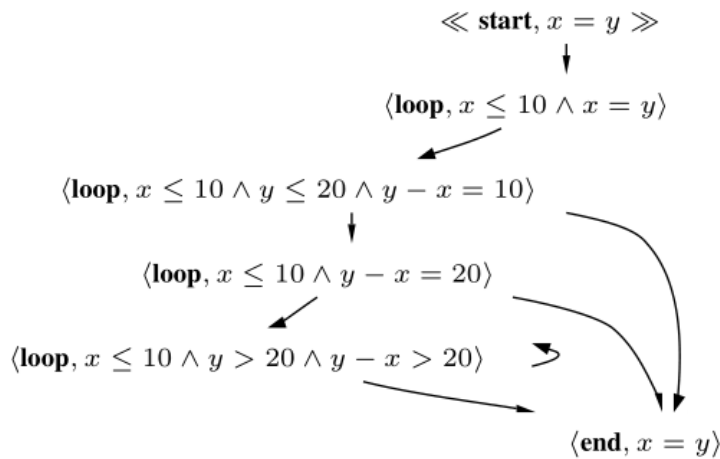 ≪ start, x = y ≫
⟨loop, x ≤ 10 ∧ x = y⟩
⟨loop, x ≤ 10 ∧ y ≤ 20 ∧ y − x = 10⟩
⟨loop, x ≤ 10 ∧ y − x = 20⟩
⟨loop, x ≤ 10 ∧ y > 20 ∧ y − x > 20⟩
⟨end, x = y⟩